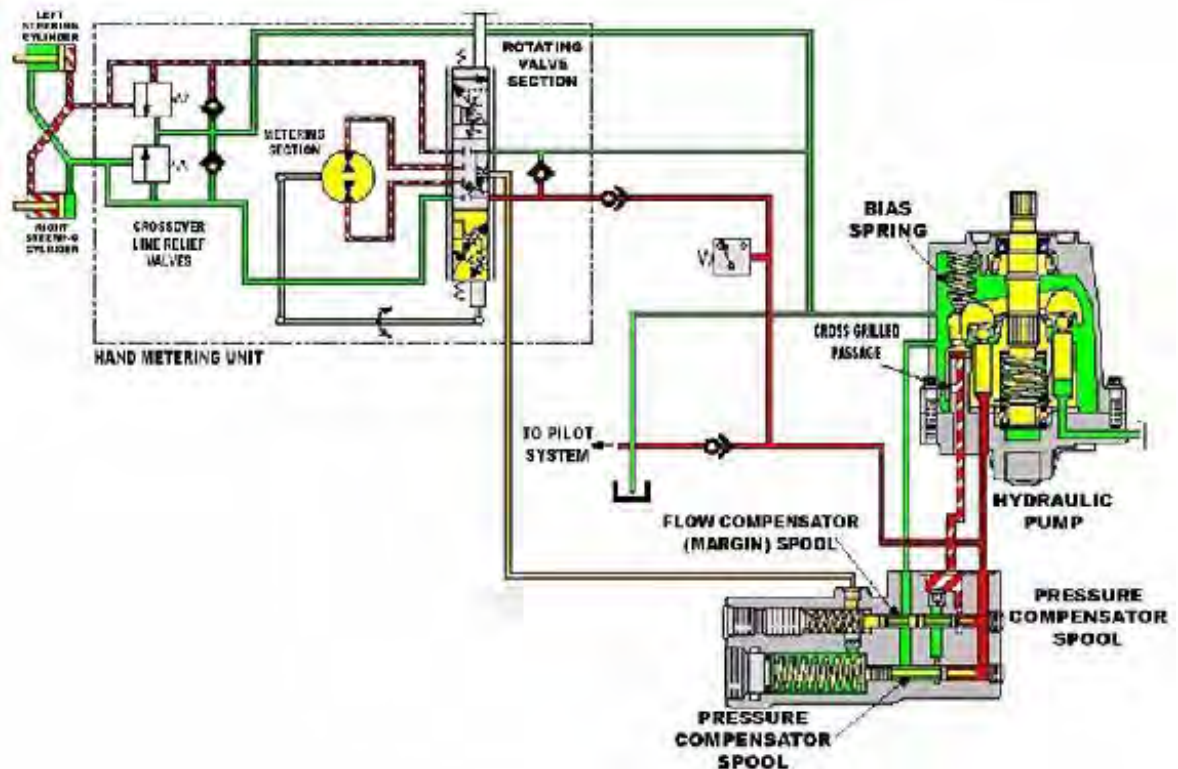 LEFT
STEERING
CYLINDER
ROTATING
VALVE
SECTION
METERING
SECTION
RIGHT
STEERING
CYLINDER
CROSSOVER
LINE RELIEF
VALVES
HAND METERING UNIT
BIAS
SPRING
CROSS GRILLED
PASSAGE
TO PILOT
SYSTEM
HYDRAULIC
PUMP
FLOW COMPENSATOR
(MARGIN) SPOOL
PRESSURE
COMPENSATOR
SPOOL
PRESSURE
COMPENSATOR
SPOOL